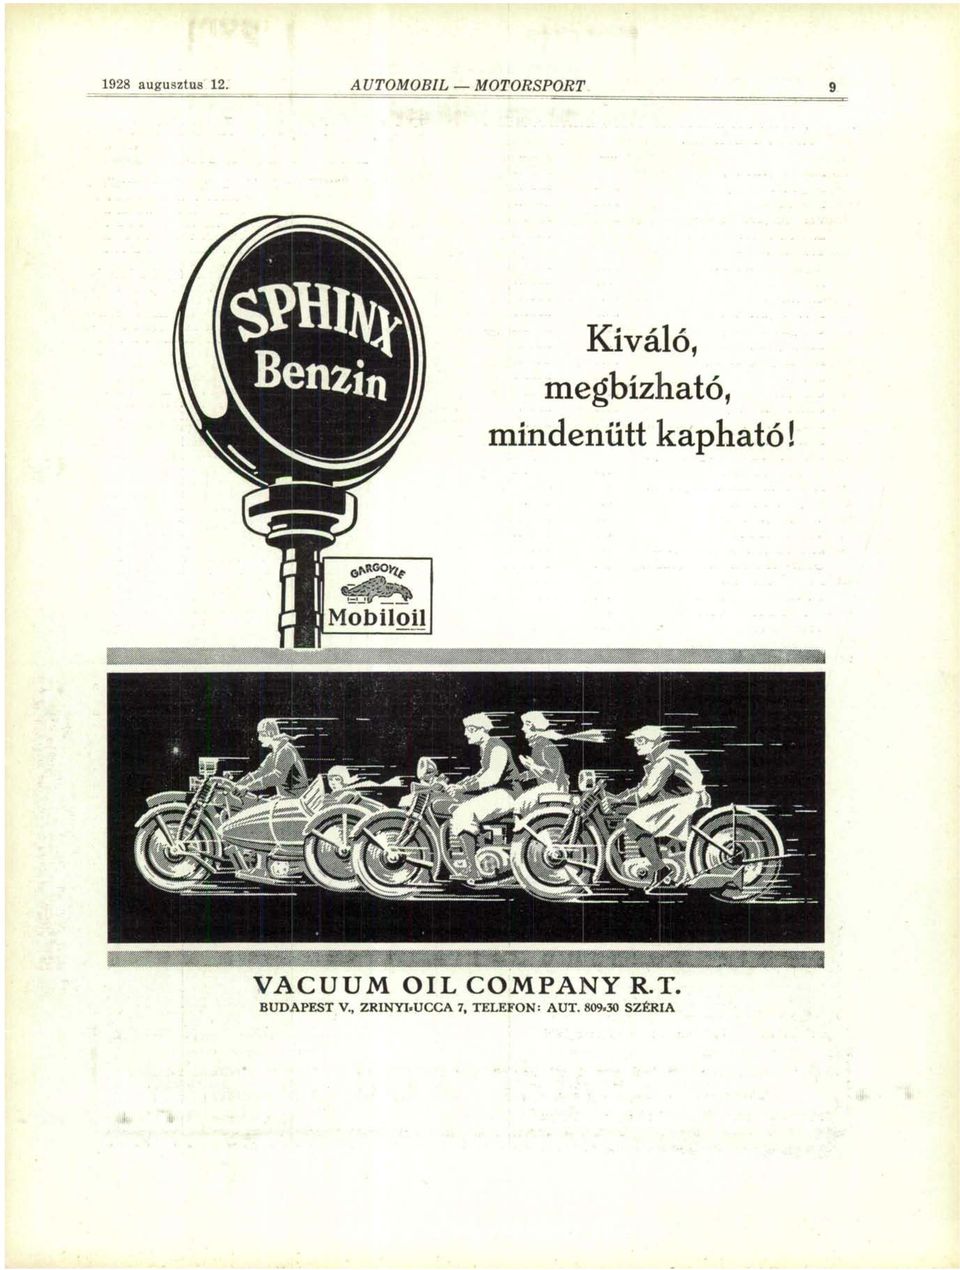 1928 augusztus 12. AUTOMOBIL — MOTORSPORT 9
SPHINX
Benzin
Kiváló,
megbízható,
mindenütt kapható!
GARGOYLE
Mobiloil
VACUUM OIL COMPANY R.T.
BUDAPEST V., ZRINYI-UCCA 7, TELEFON: AUT. 809-30 SZÉRIA